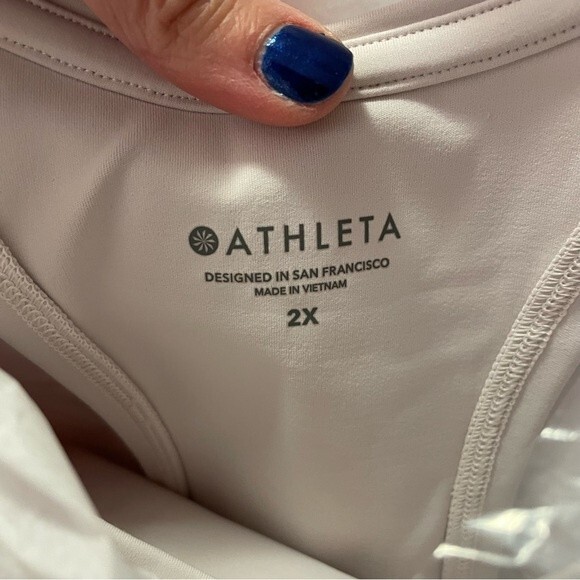 ATHLETA
DESIGNED IN SAN FRANCISCO
MADE IN VIETNAM
2X